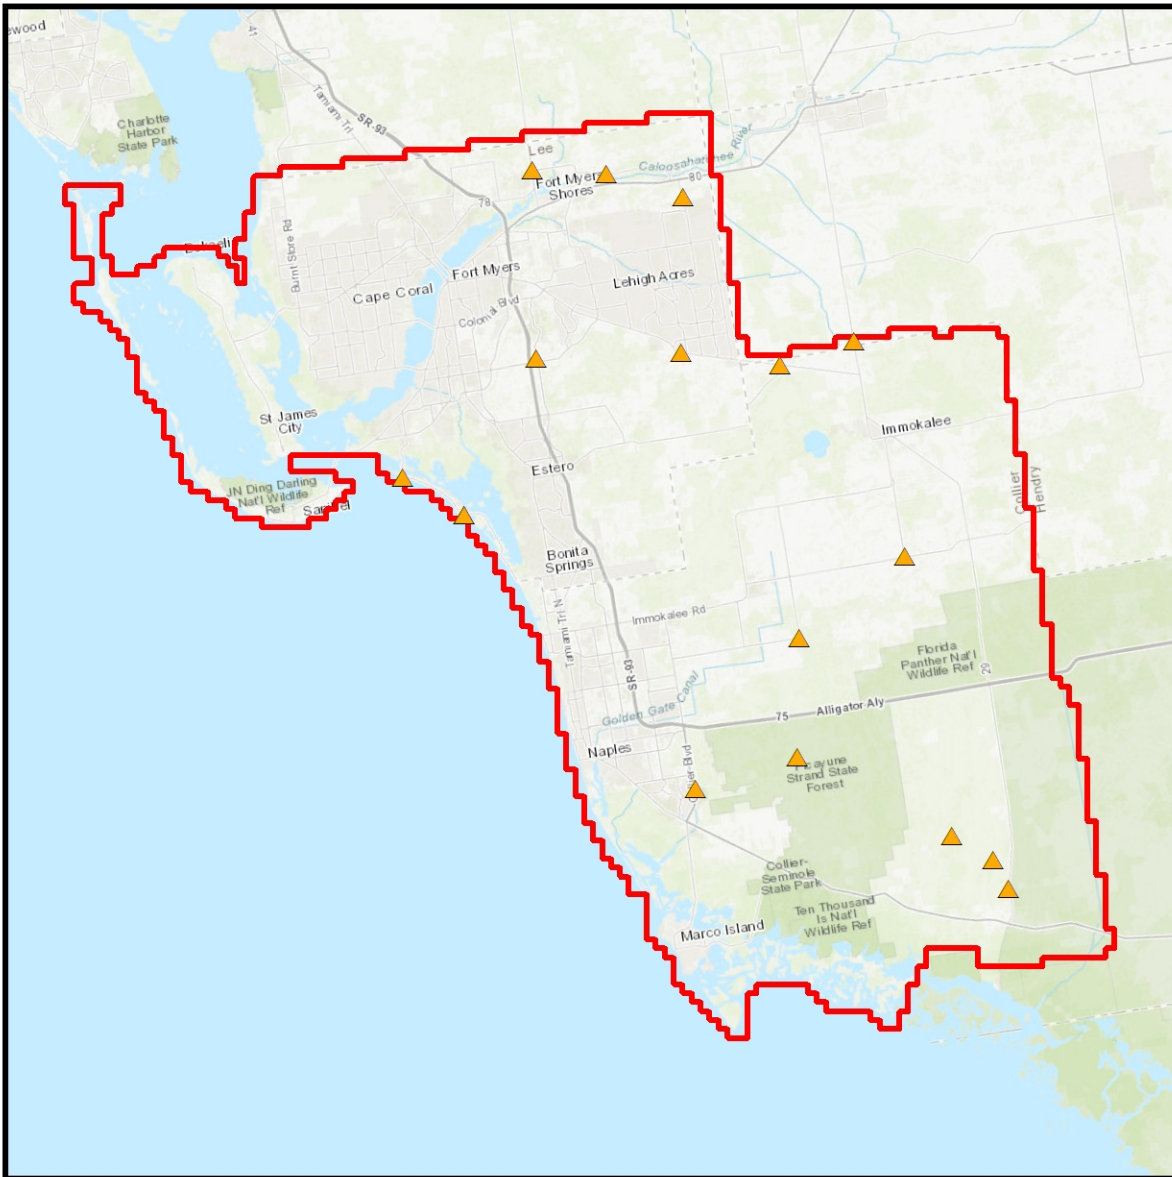 ewood
41
Charlotte
Harbor
State Park
Tamiami Trl
SR-93
Lee
Caloosahatchee River
Fort Myers
Shores
80
78
Burnt Store Rd
Fort Myers
Lehigh Acres
Cape Coral
Colonial Blvd
St James
City
Immokalee
Estero
JN Ding Darling
Nat'l Wildlife
Ref
Sanibel
Collier
Hendry
Bonita
Springs
Tamiami Trl N
Immokalee Rd
Florida
Panther Nat'l
Wildlife Ref
29
SR-93
Golden Gate Canal
75
Alligator Aly
Naples
Collier Blvd
Picayune
Strand State
Forest
Collier-
Seminole
State Park
Ten Thousand
Is Nat'l
Wildlife Ref
Marco Island